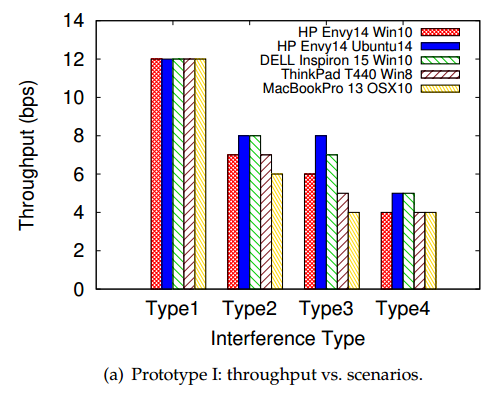 14
12
10
8
6
4
2
0
Throughput (bps)
HP Envy14 Win10
HP Envy14 Ubuntu14
DELL Inspiron 15 Win10
ThinkPad T440 Win8
MacBookPro 13 OSX10
Type1 Type2 Type3 Type4
Interference Type
(a) Prototype I: throughput vs. scenarios.